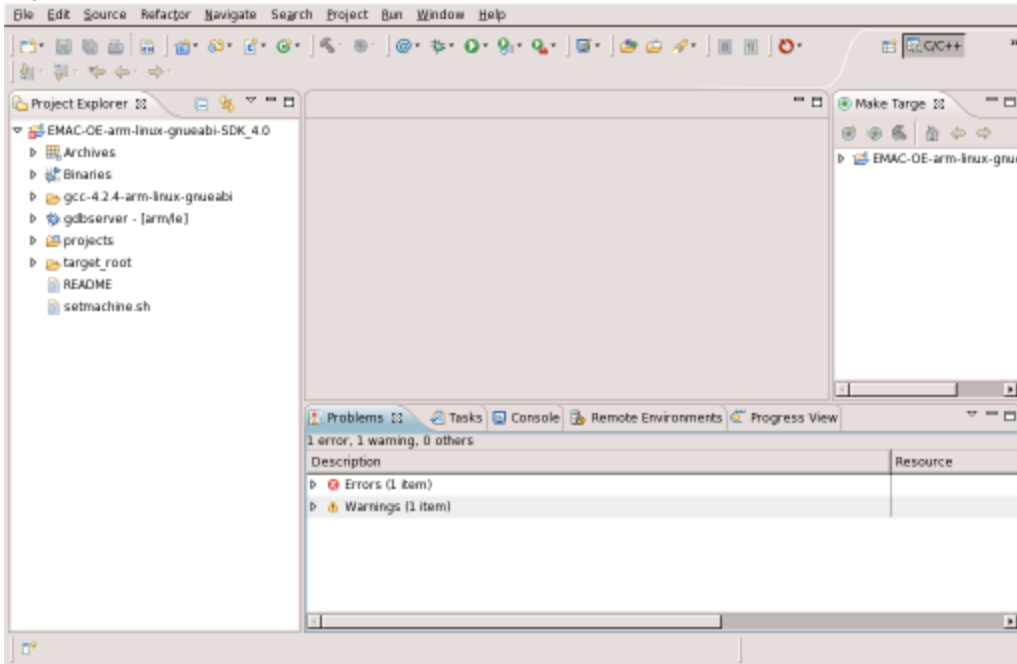 File Edit Source Refactor Navigate Search Project Run Window Help
C/C++
Project Explorer
EMAC-OE-arm-linux-gnueabi-SDK_4.0
Archives
Binaries
gcc-4.2.4-arm-linux-gnueabi
gdbserver - [arm/le]
projects
target_root
README
setmachine.sh
Make Targe
EMAC-OE-arm-linux-gnue
Problems Tasks Console Remote Environments Progress View
1 error, 1 warning, 0 others
Description Resource
Errors (1 item)
Warnings (1 item)